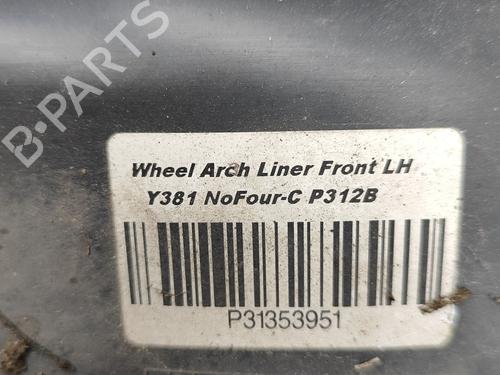 B-PARTS
Wheel Arch Liner Front LH
Y381 NoFour-C P312B
P31353951